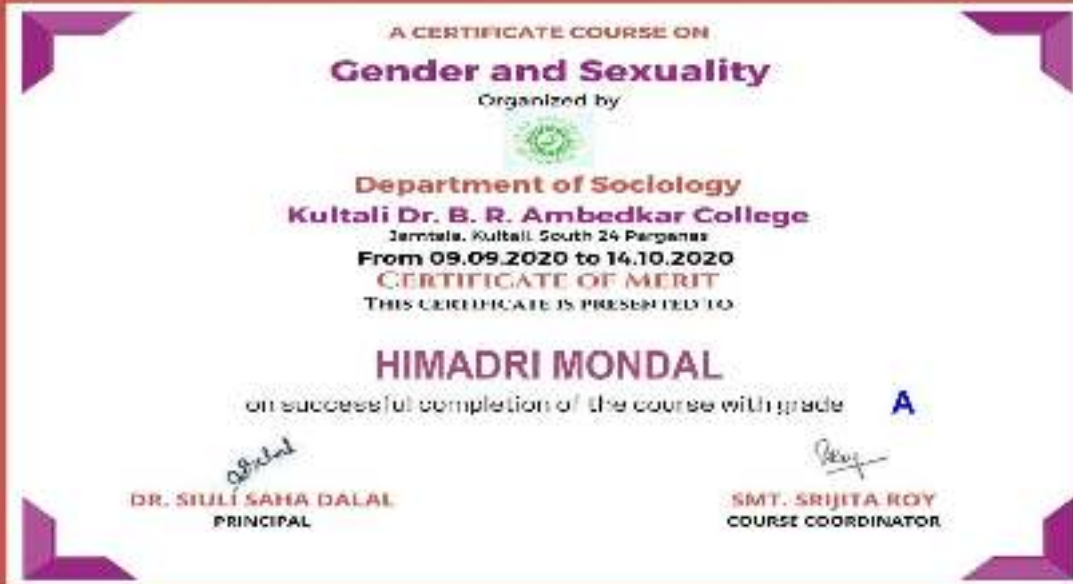 A CERTIFICATE COURSE ON
Gender and Sexuality
Organized by
Department of Sociology
Kultali Dr. B. R. Ambedkar College
Jamtala, Kultali, South 24 Parganas
From 09.09.2020 to 14.10.2020
CERTIFICATE OF MERIT
THIS CERTIFICATE IS PRESENTED TO
HIMADRI MONDAL
on successful completion of the course with grade A
DR. SIULI SAHA DALAL
PRINCIPAL
SMT. SRIJITA ROY
COURSE COORDINATOR